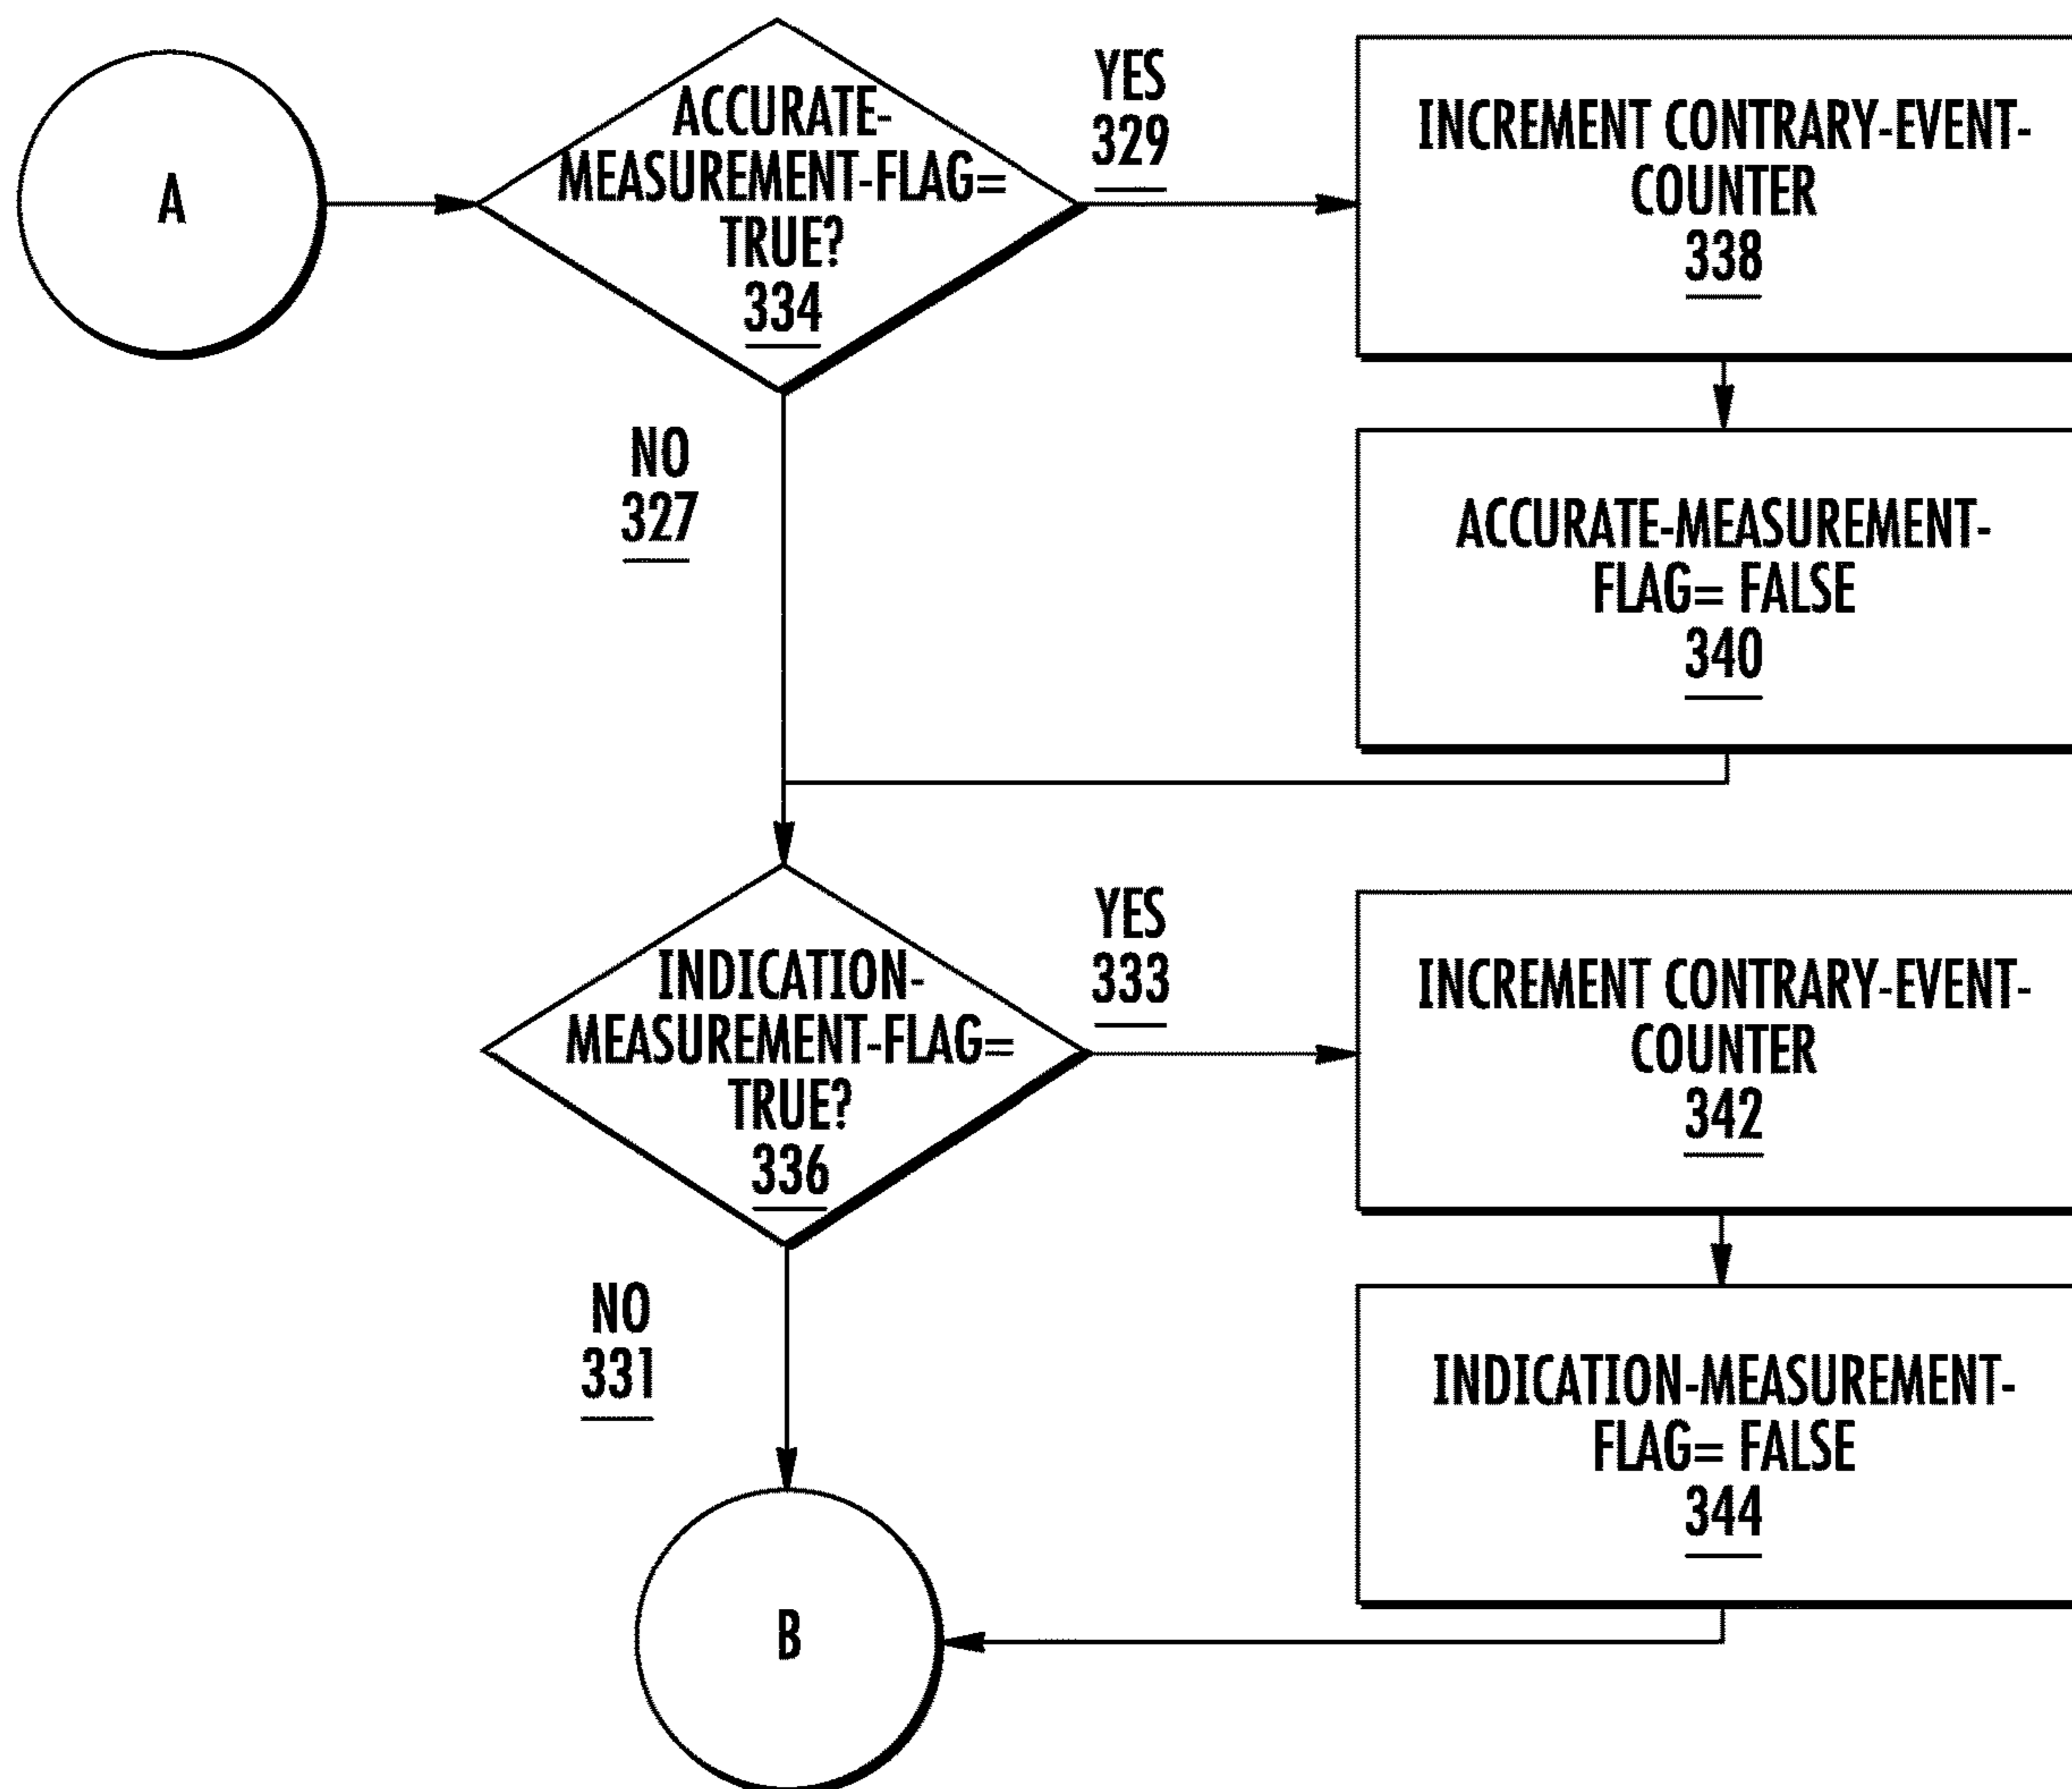 A
ACCURATE-
MEASUREMENT-FLAG=
TRUE?
334
YES
329
INCREMENT CONTRARY-EVENT-
COUNTER
338
NO
327
ACCURATE-MEASUREMENT-
FLAG= FALSE
340
INDICATION-
MEASUREMENT-FLAG=
TRUE?
336
YES
333
INCREMENT CONTRARY-EVENT-
COUNTER
342
NO
331
INDICATION-MEASUREMENT-
FLAG= FALSE
344
B